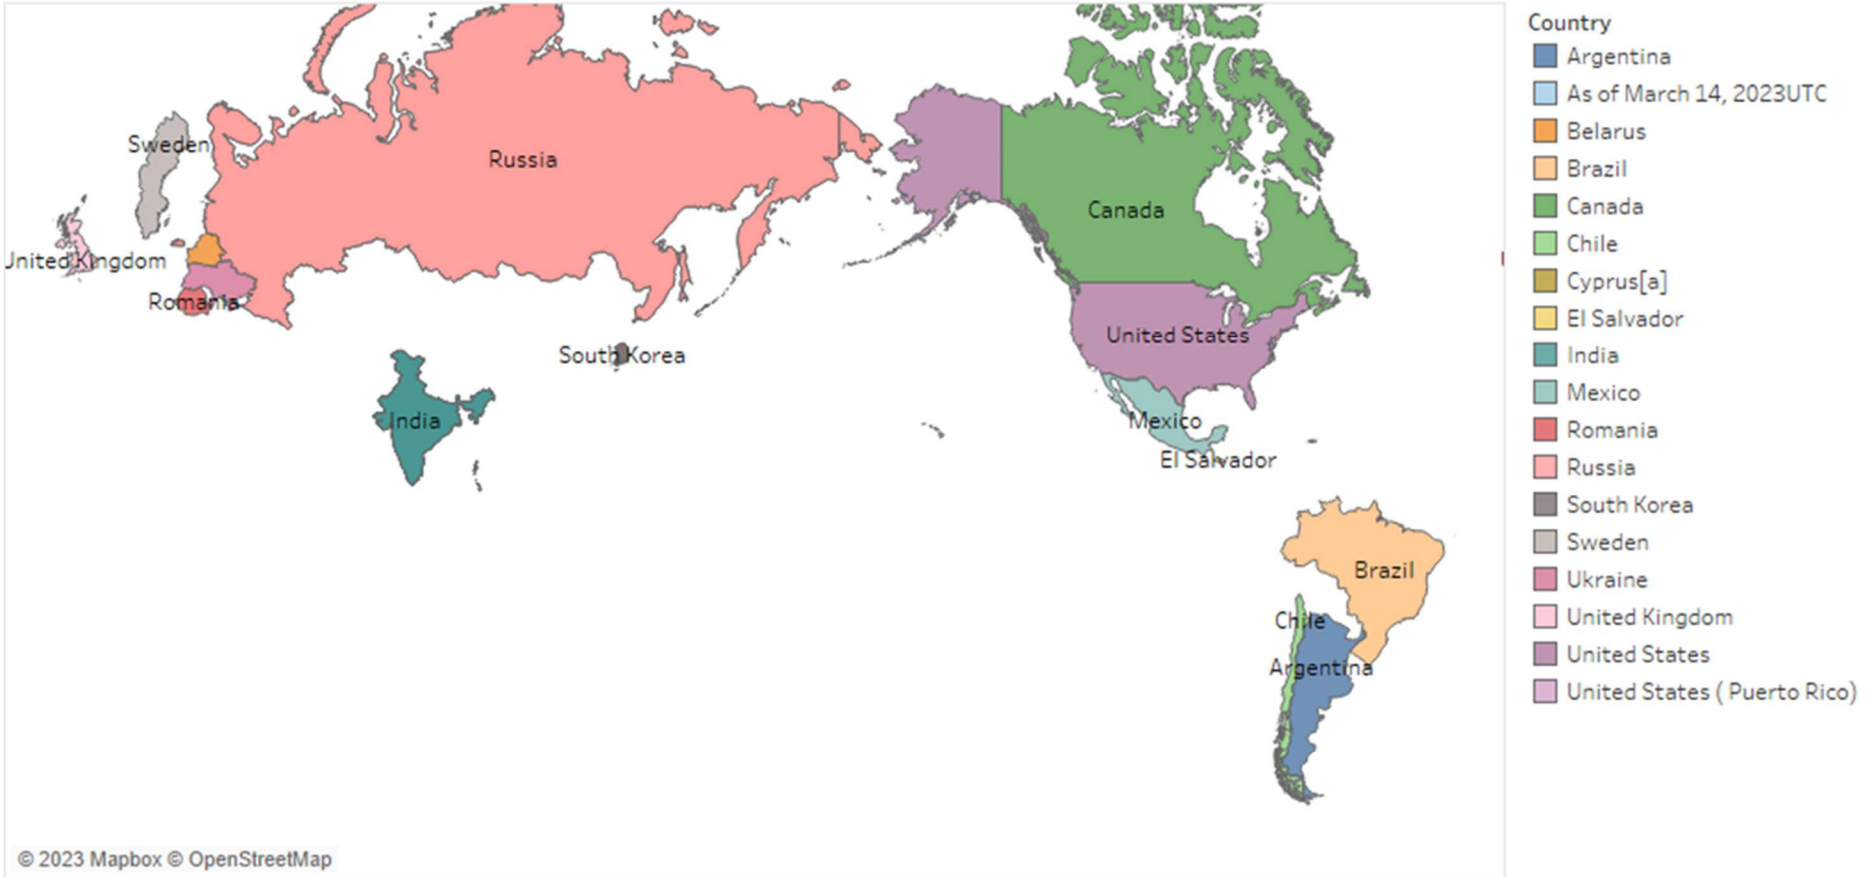 Sweden
Russia
Canada
United Kingdom
Romania
United States
South Korea
India
Mexico
El Salvador
Brazil
Chile
Argentina
© 2023 Mapbox © OpenStreetMap
Country
Argentina
As of March 14, 2023UTC
Belarus
Brazil
Canada
Chile
Cyprus[a]
El Salvador
India
Mexico
Romania
Russia
South Korea
Sweden
Ukraine
United Kingdom
United States
United States ( Puerto Rico)